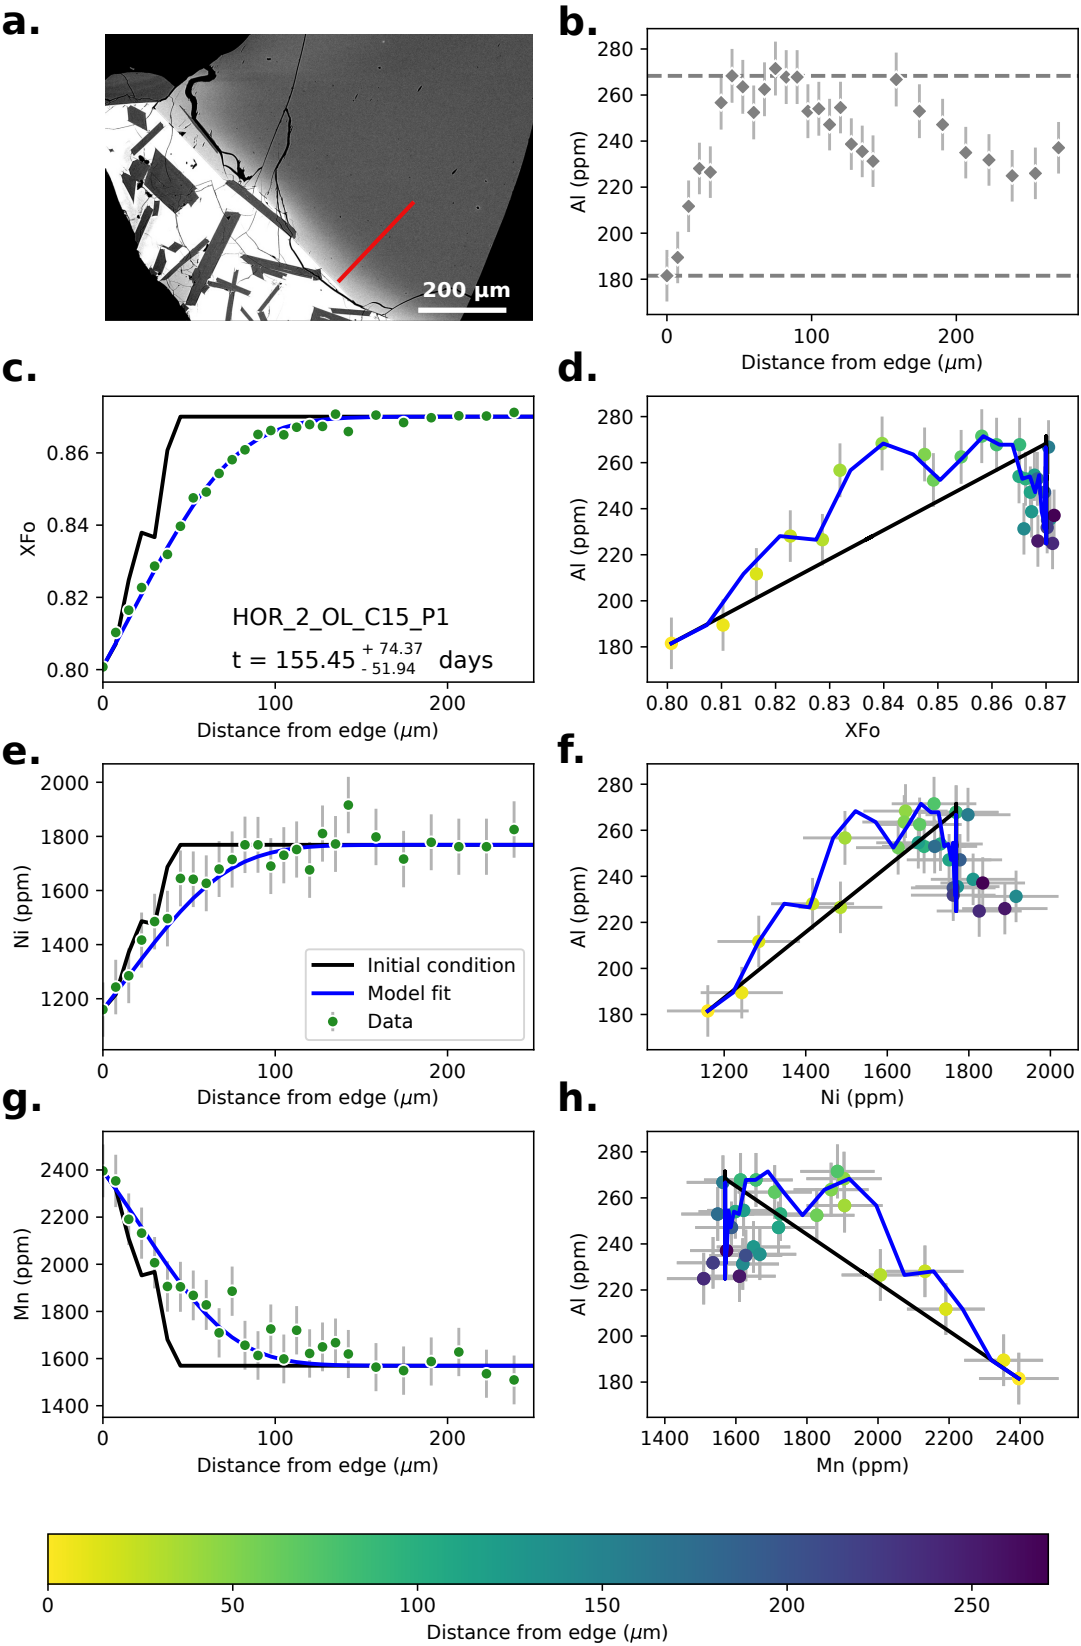 a.
200 μm
b.
280
260
240
220
200
180
Al (ppm)
0
100
200
Distance from edge (μm)
c.
0.86
0.84
0.82
0.80
XFo
HOR_2_OL_C15_P1
t = 155.45 + 74.37 - 51.94 days
0
100
200
Distance from edge (μm)
d.
280
260
240
220
200
180
Al (ppm)
0.80 0.81 0.82 0.83 0.84 0.85 0.86 0.87
XFo
e.
2000
1800
1600
1400
1200
Ni (ppm)
Initial condition
Model fit
Data
0
100
200
Distance from edge (μm)
f.
280
260
240
220
200
180
Al (ppm)
1200 1400 1600 1800 2000
Ni (ppm)
g.
2400
2200
2000
1800
1600
1400
Mn (ppm)
0
100
200
Distance from edge (μm)
h.
280
260
240
220
200
180
Al (ppm)
1400 1600 1800 2000 2200 2400
Mn (ppm)
0 50 100 150 200 250
Distance from edge (μm)